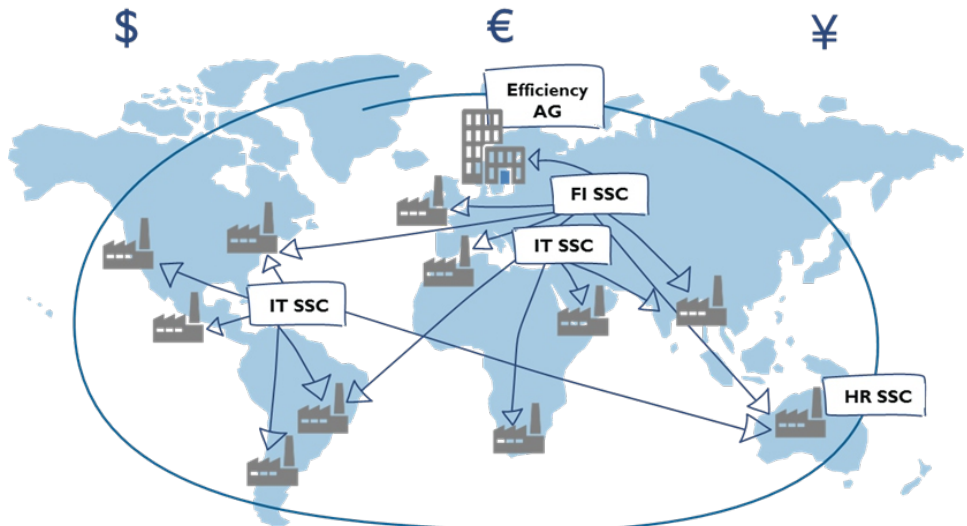 $ € ¥
Efficiency
AG
FI SSC
IT SSC
IT SSC
HR SSC